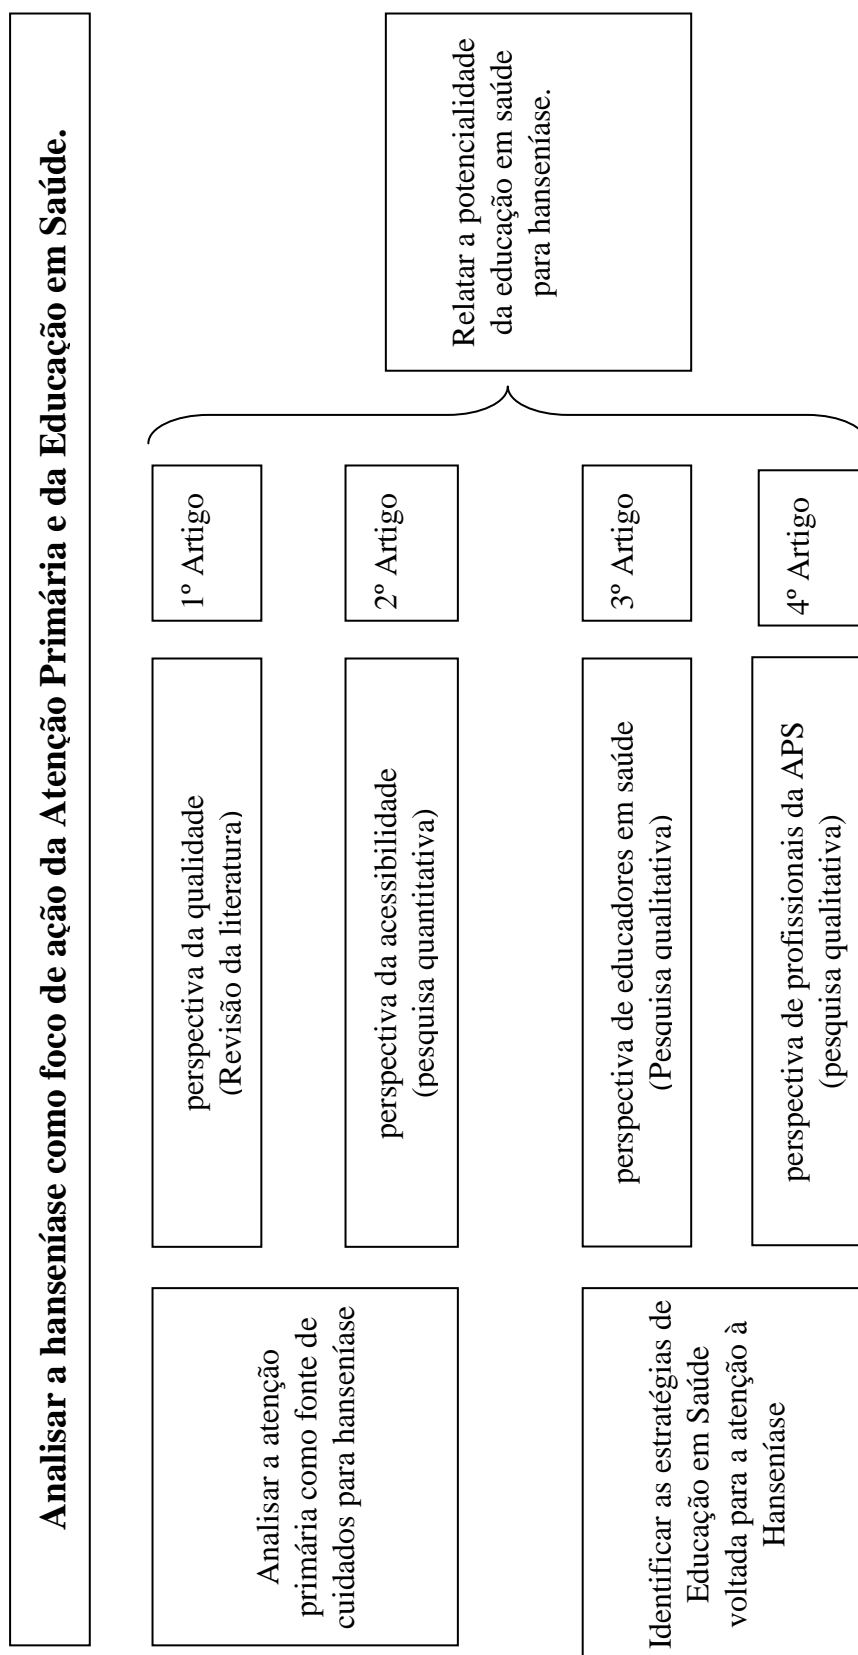 Analisar a hanseníase como foco de ação da Atenção Primária e da Educação em Saúde.
Analisar a atenção
primária como fonte de
cuidados para hanseníase
perspectiva da qualidade
(Revisão da literatura)
1º Artigo
perspectiva da acessibilidade
(pesquisa quantitativa)
2º Artigo
Identificar as estratégias de
Educação em Saúde
voltada para a atenção à
Hanseníase
perspectiva de educadores em saúde
(Pesquisa qualitativa)
3º Artigo
perspectiva de profissionais da APS
(pesquisa qualitativa)
4º Artigo
Relatar a potencialidade
da educação em saúde
para hanseníase.